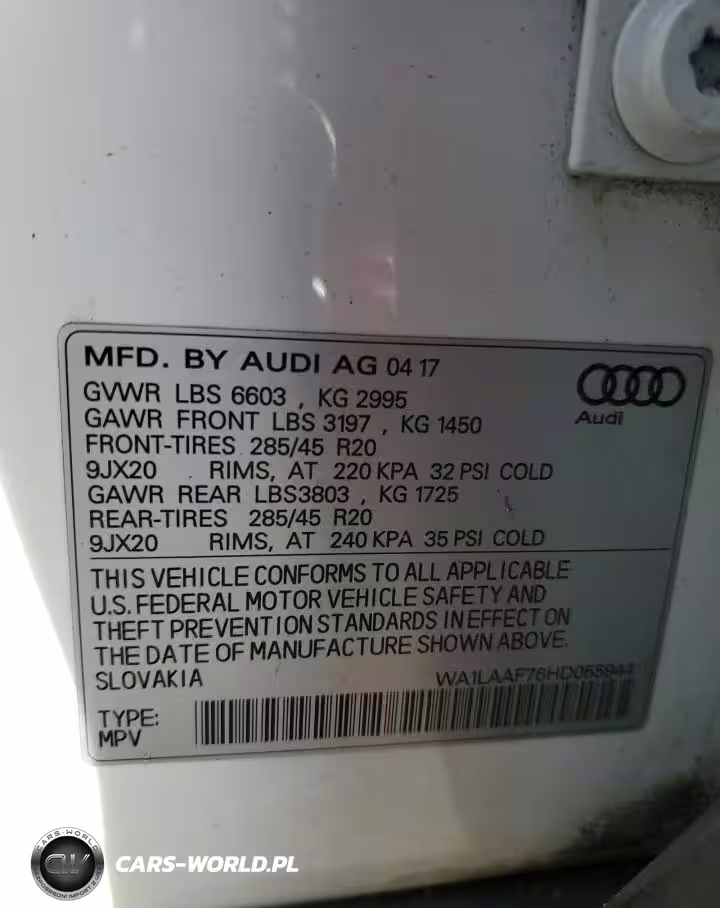 MFD. BY AUDI AG 04 17
GVWR LBS 6603 , KG 2995
GAWR FRONT LBS 3197 , KG 1450
FRONT-TIRES 285/45 R20
9JX20 RIMS, AT 220 KPA 32 PSI COLD
GAWR REAR LBS3803 , KG 1725
REAR-TIRES 285/45 R20
9JX20 RIMS, AT 240 KPA 35 PSI COLD
Audi
THIS VEHICLE CONFORMS TO ALL APPLICABLE
U.S. FEDERAL MOTOR VEHICLE SAFETY AND
THEFT PREVENTION STANDARDS IN EFFECT ON
THE DATE OF MANUFACTURE SHOWN ABOVE.
SLOVAKIA WA1LAAF76HD055944
TYPE:
MPV
CARS-WORLD
CW
CARS-WORLD.PL